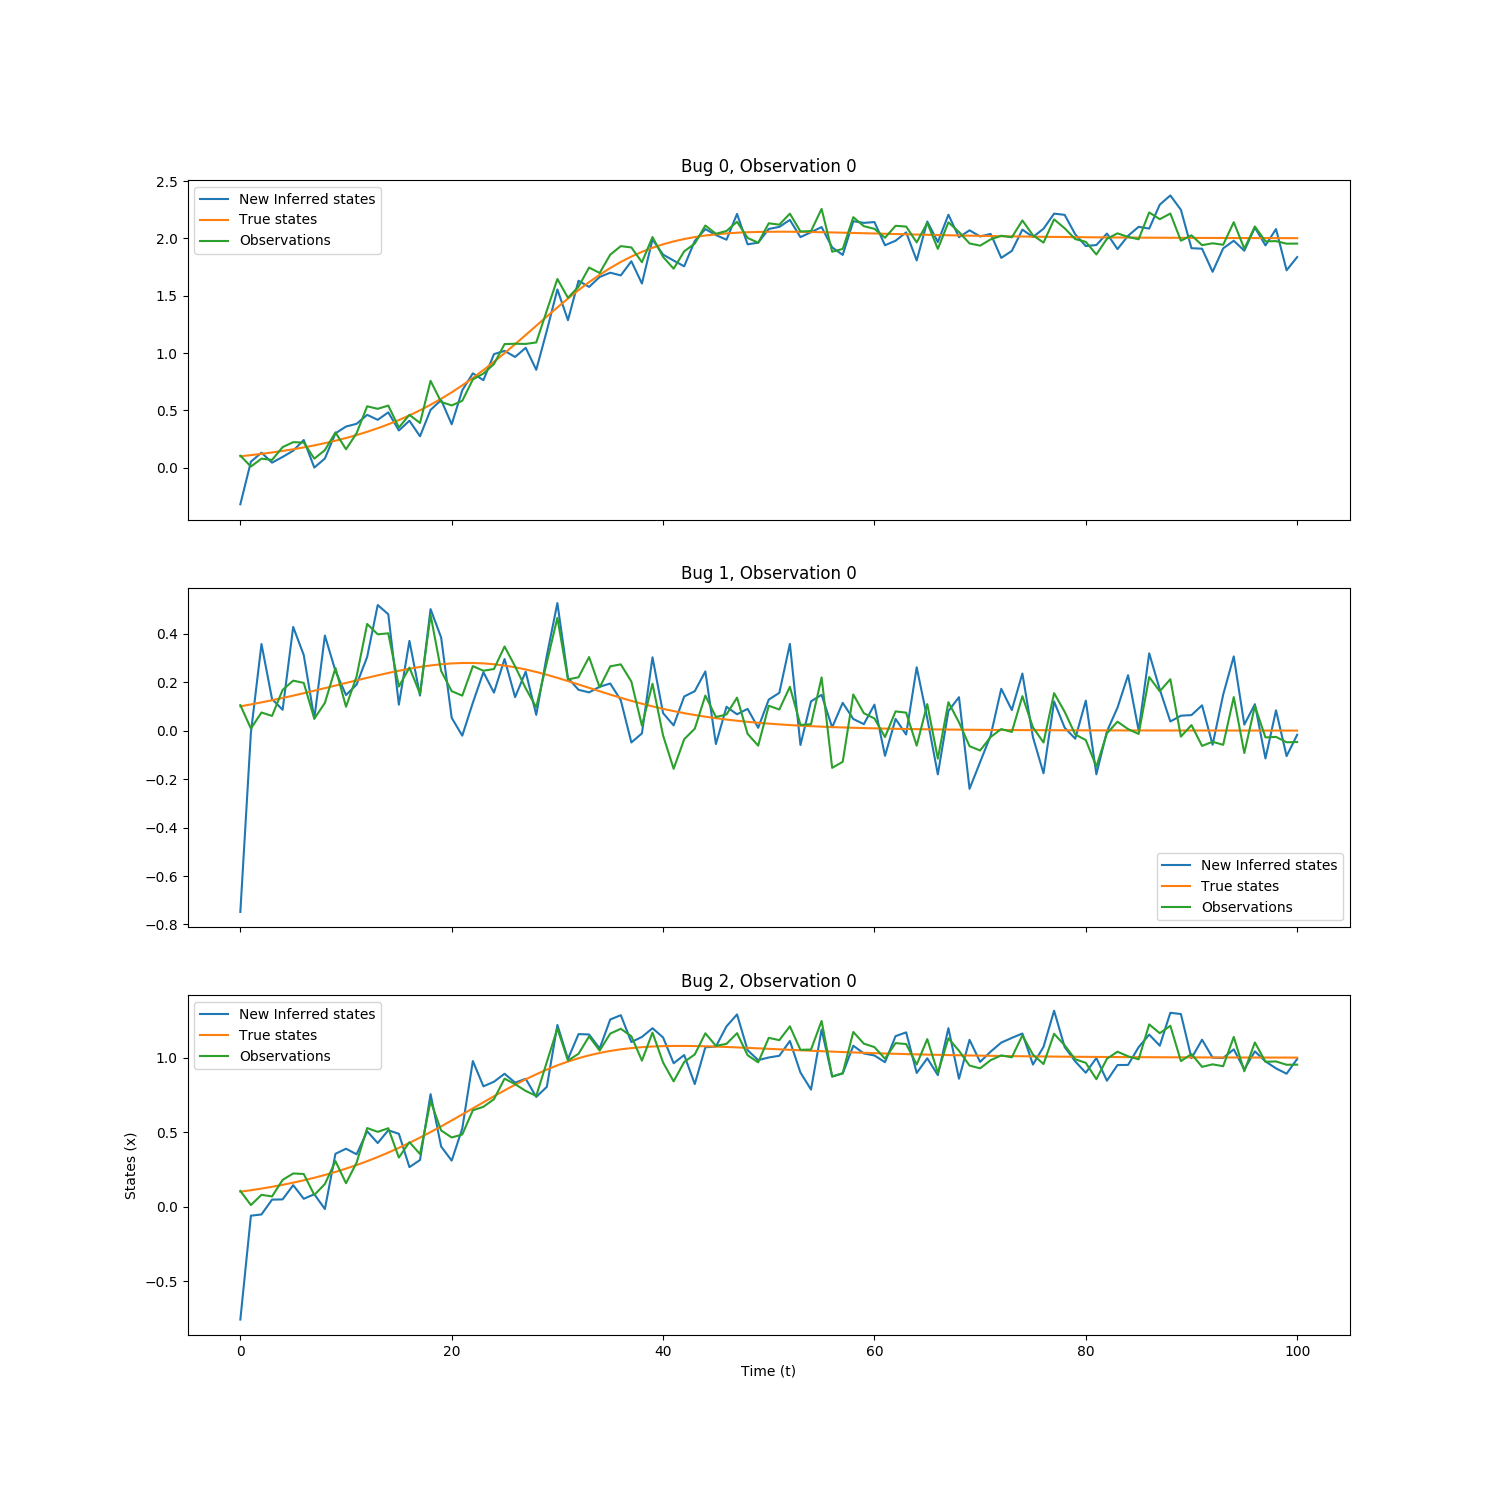 Bug 0, Observation 0
2.5
2.0
1.5
1.0
0.5
0.0
New Inferred states
True states
Observations
Bug 1, Observation 0
0.4
0.2
0.0
−0.2
−0.4
−0.6
−0.8
New Inferred states
True states
Observations
Bug 2, Observation 0
New Inferred states
True states
Observations
1.0
0.5
0.0
−0.5
States (x)
0 20 40 60 80 100
Time (t)